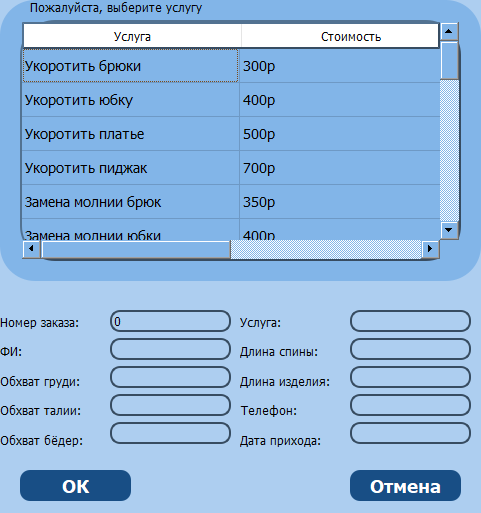 Пожалуйста, выберите услугу
Услуга Стоимость
Укоротить брюки 300р
Укоротить юбку 400р
Укоротить платье 500р
Укоротить пиджак 700р
Замена молнии брюк 350р
Замена молнии юбки 400р
Номер заказа: 0 Услуга:
ФИ: Длина спины:
Обхват груди: Длина изделия:
Обхват талии: Телефон:
Обхват бёдер: Дата прихода:
ОК Отмена